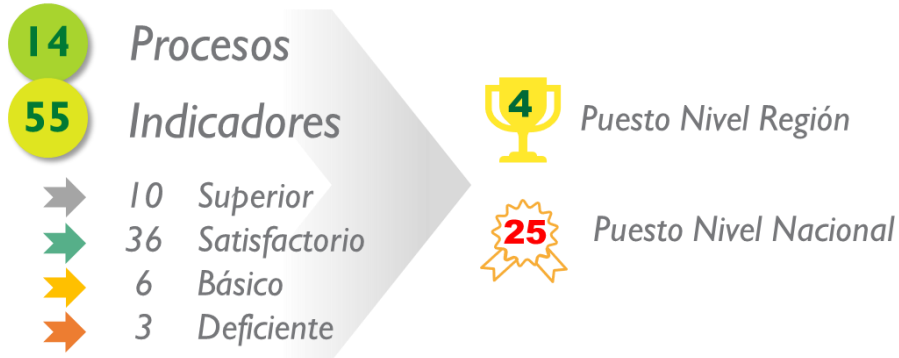 14 Procesos
55 Indicadores
10 Superior
36 Satisfactorio
6 Básico
3 Deficiente
4 Puesto Nivel Región
25 Puesto Nivel Nacional